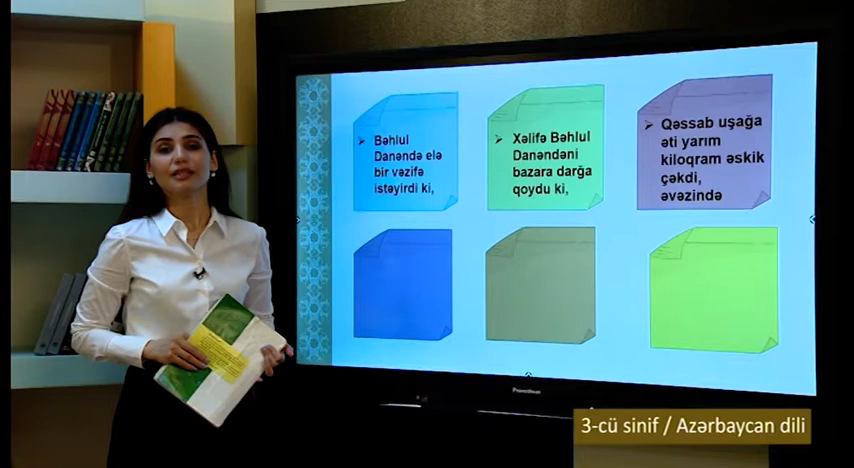 Bəhlul
Danəndə elə
bir vəzifə
istəyirdi ki,
Xəlifə Bəhlul
Danəndəni
bazara darğa
qoydu ki,
Qəssab uşağa
əti yarım
kiloqram əskik
çəkdi,
əvəzində
Promethean
3-cü sinif / Azərbaycan dili